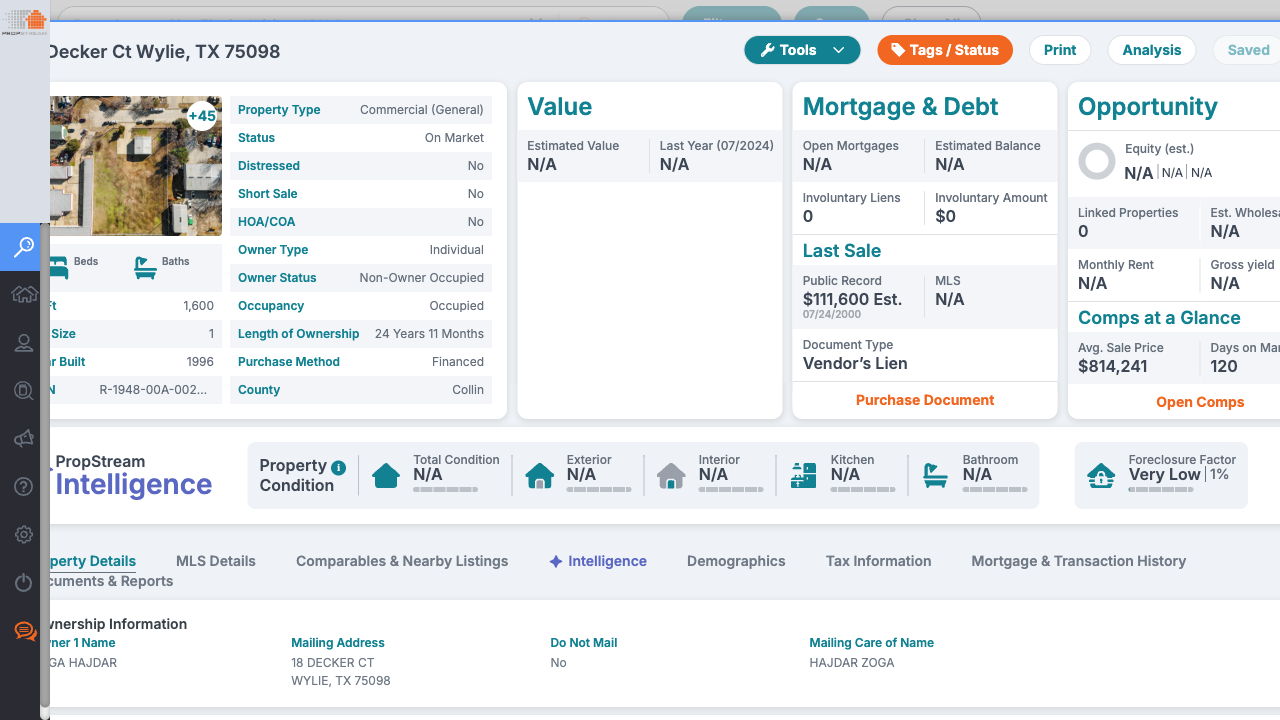 PROPSTREAM
Decker Ct Wylie, TX 75098
Tools
Tags / Status
Print
Analysis
Saved
+45
Property Type Commercial (General)
Status On Market
Distressed No
Short Sale No
HOA/COA No
Owner Type Individual
Owner Status Non-Owner Occupied
Occupancy Occupied
Length of Ownership 24 Years 11 Months
Purchase Method Financed
County Collin
Beds
Baths
Ft 1,600
Size 1
r Built 1996
N R-1948-00A-002...
Value
Estimated Value
N/A
Last Year (07/2024)
N/A
Mortgage & Debt
Open Mortgages
N/A
Estimated Balance
N/A
Involuntary Liens
0
Involuntary Amount
$0
Last Sale
Public Record
$111,600 Est.
07/24/2000
MLS
N/A
Document Type
Vendor's Lien
Purchase Document
Opportunity
Equity (est.)
N/A | N/A | N/A
Linked Properties
0
Est. Wholesa
N/A
Monthly Rent
N/A
Gross yield
N/A
Comps at a Glance
Avg. Sale Price
$814,241
Days on Mar
120
Open Comps
PropStream
Intelligence
Property
Condition
Total Condition
N/A
Exterior
N/A
Interior
N/A
Kitchen
N/A
Bathroom
N/A
Foreclosure Factor
Very Low | 1%
perty Details
MLS Details
Comparables & Nearby Listings
Intelligence
Demographics
Tax Information
Mortgage & Transaction History
cuments & Reports
wnership Information
ner 1 Name
GA HAJDAR
Mailing Address
18 DECKER CT
WYLIE, TX 75098
Do Not Mail
No
Mailing Care of Name
HAJDAR ZOGA